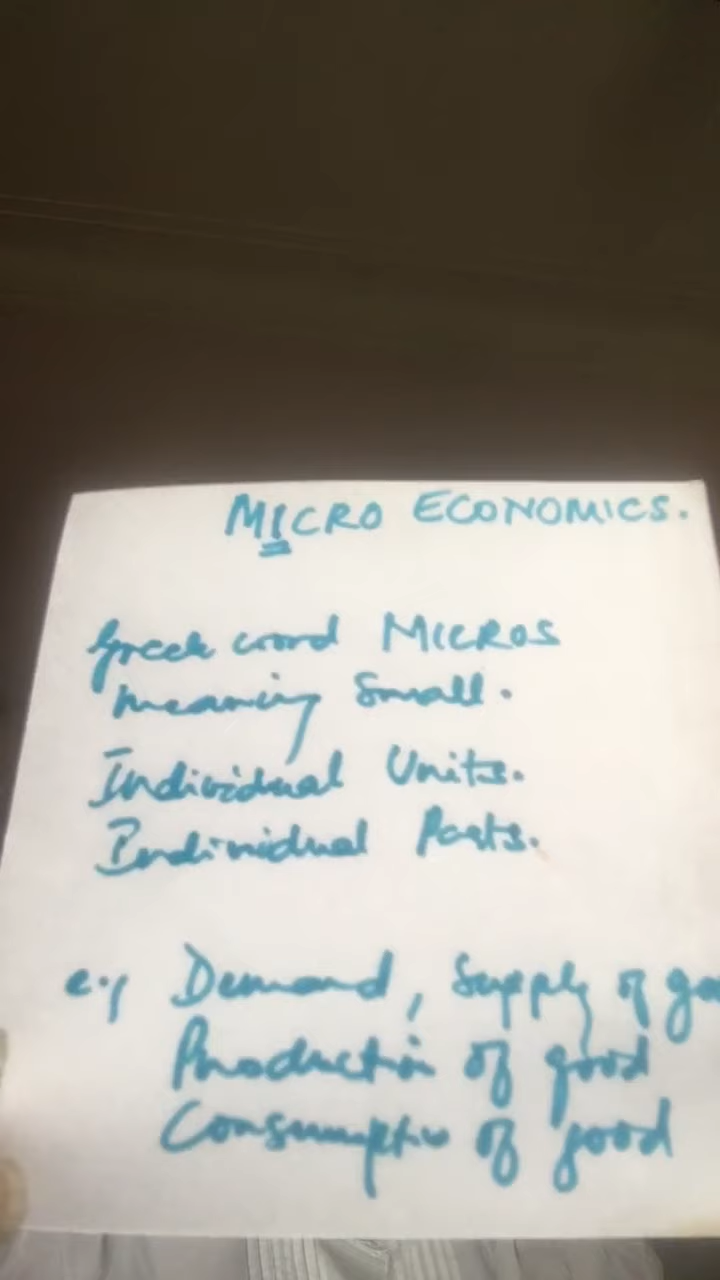 MICRO ECONOMICS.
Greek word MICROS
meaning Small.
Individual Units.
Individual Parts.
e.g Demand, Supply of
Production of good
Consumption of good